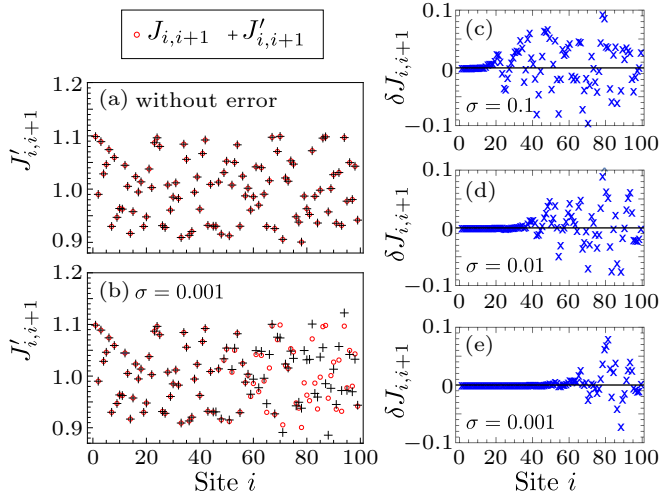 J_{i,i+1} + J'_{i,i+1}
J'_{i,i+1}
1.2
1.1
1.0
0.9
(a) without error
J'_{i,i+1}
1.2
1.1
1.0
0.9
(b) σ = 0.001
0 20 40 60 80 100
Site i
δJ_{i,i+1}
0.1
0
−0.1
(c)
σ = 0.1
0 20 40 60 80 100
δJ_{i,i+1}
0.1
0
−0.1
(d)
σ = 0.01
0 20 40 60 80 100
δJ_{i,i+1}
0.1
0
−0.1
(e)
σ = 0.001
0 20 40 60 80 100
Site i